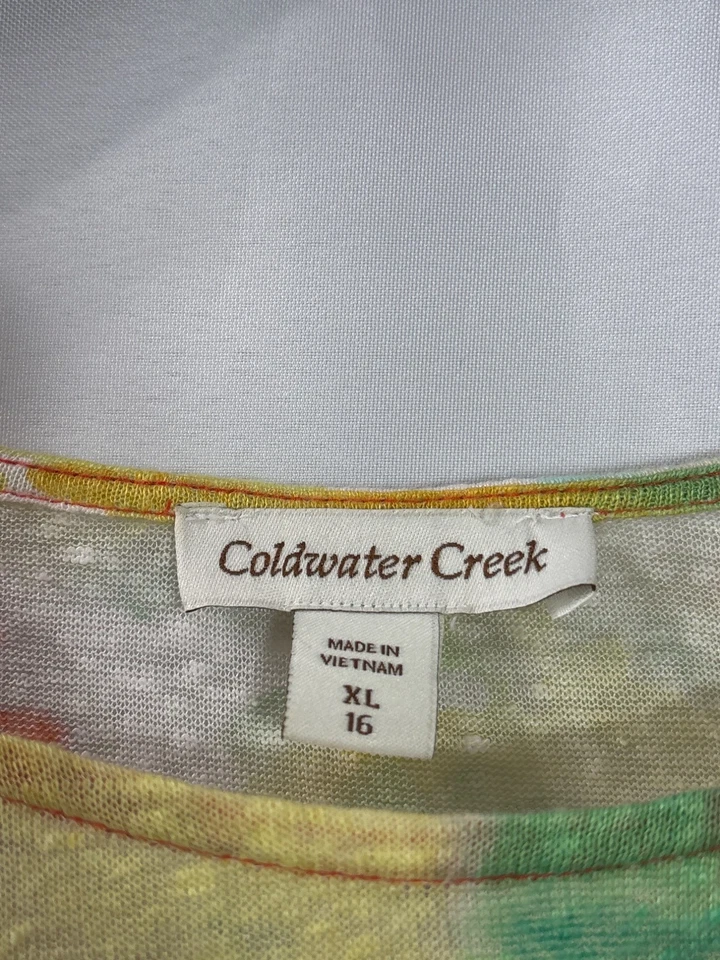 Coldwater Creek
MADE IN
VIETNAM
XL
16